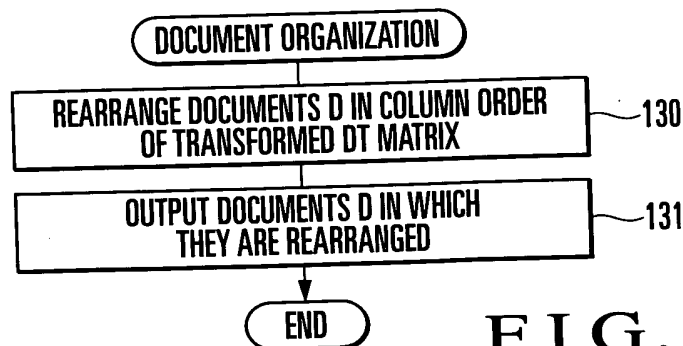 DOCUMENT ORGANIZATION
REARRANGE DOCUMENTS D IN COLUMN ORDER
OF TRANSFORMED DT MATRIX
130
OUTPUT DOCUMENTS D IN WHICH
THEY ARE REARRANGED
131
END
FIG.